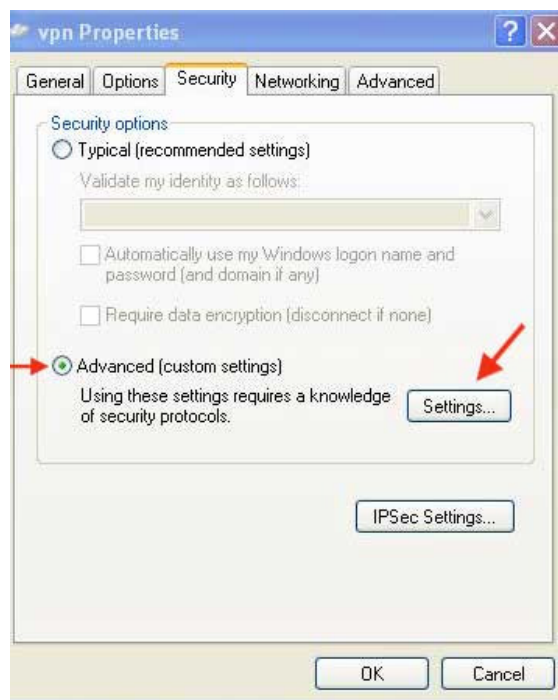 vpn Properties
General Options Security Networking Advanced
Security options
Typical (recommended settings)
Validate my identity as follows:
Automatically use my Windows logon name and
password (and domain if any)
Require data encryption (disconnect if none)
Advanced (custom settings)
Using these settings requires a knowledge
of security protocols.
Settings...
IPSec Settings...
OK Cancel